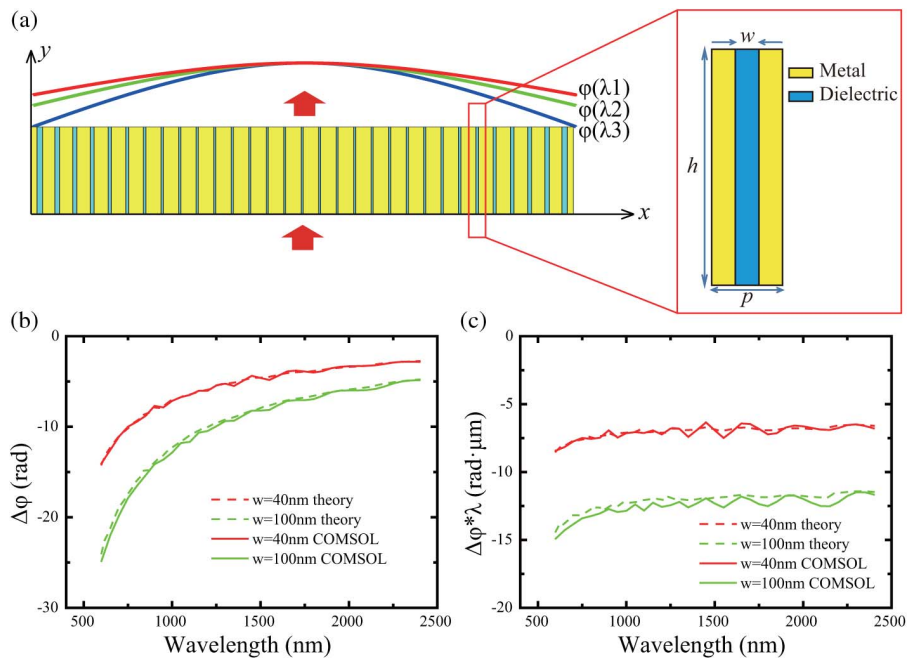 (a)
y
φ(λ1)
φ(λ2)
φ(λ3)
x
w
Metal
Dielectric
h
p
(b)
0
-10
-20
-30
Δφ (rad)
w=40nm theory
w=100nm theory
w=40nm COMSOL
w=100nm COMSOL
500 1000 1500 2000 2500
Wavelength (nm)
(c)
0
-5
-10
-15
-20
Δφ*λ (rad·μm)
w=40nm theory
w=100nm theory
w=40nm COMSOL
w=100nm COMSOL
500 1000 1500 2000 2500
Wavelength (nm)